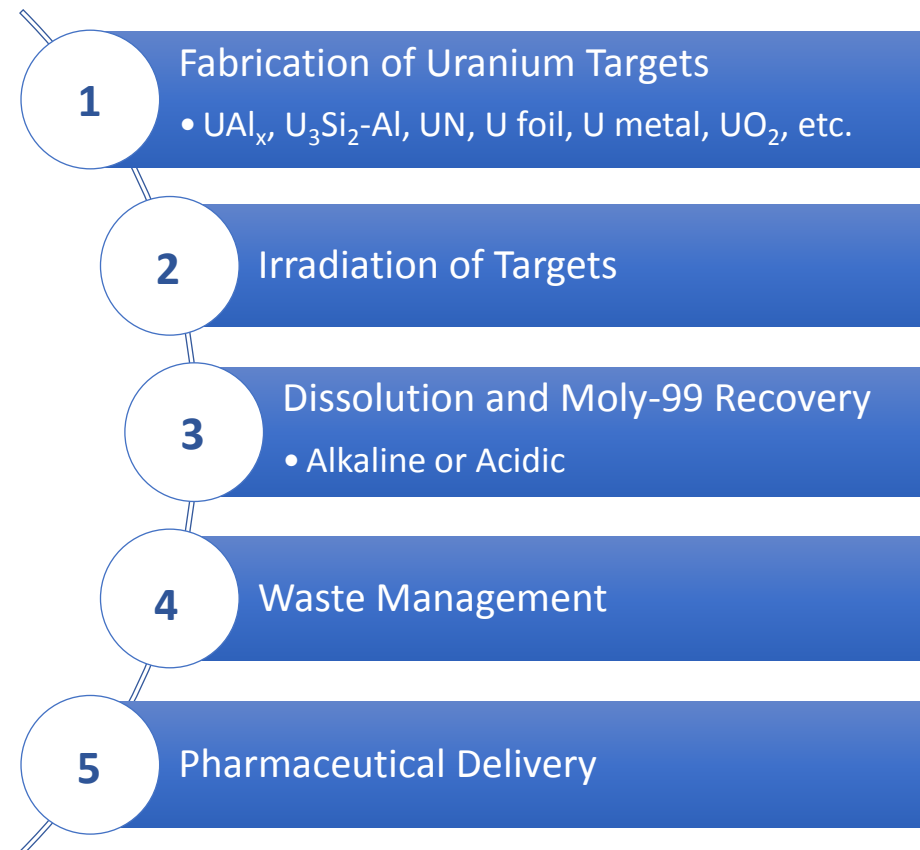 1
Fabrication of Uranium Targets
• UAlₓ, U₃Si₂-Al, UN, U foil, U metal, UO₂, etc.
2
Irradiation of Targets
3
Dissolution and Moly-99 Recovery
• Alkaline or Acidic
4
Waste Management
5
Pharmaceutical Delivery